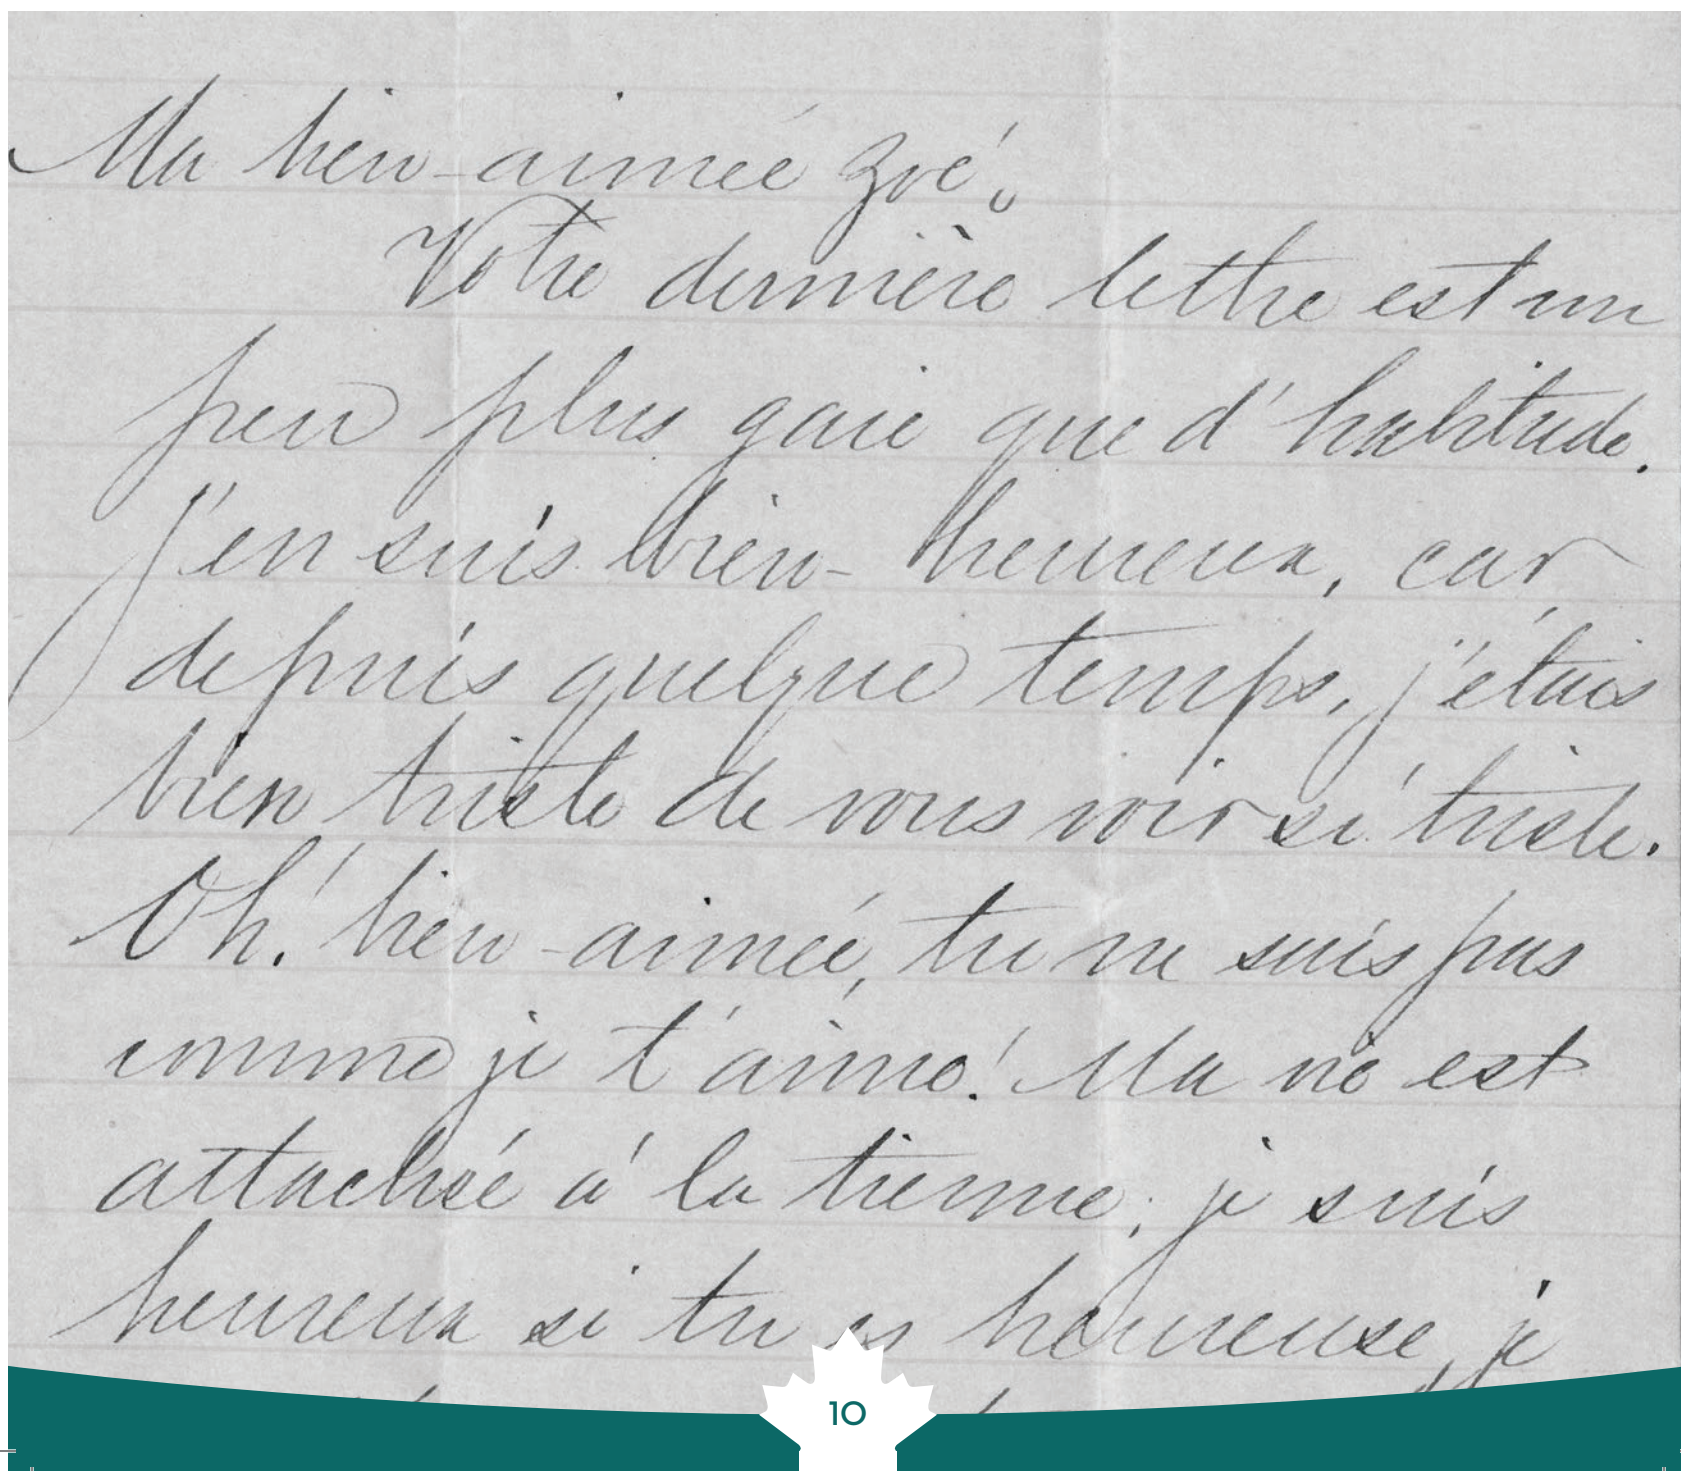 Ma bien-aimée Zoé,
Votre dernière lettre est un
peu plus gaie que d'habitude.
J'en suis bien-heureux, car
depuis quelque temps, j'étais
bien triste de vous voir si triste.
Oh! bien-aimée, tu ne sais pas
comme je t'aime! Ma vie est
attachée à la tienne; je suis
heureux si tu es heureuse, je
10